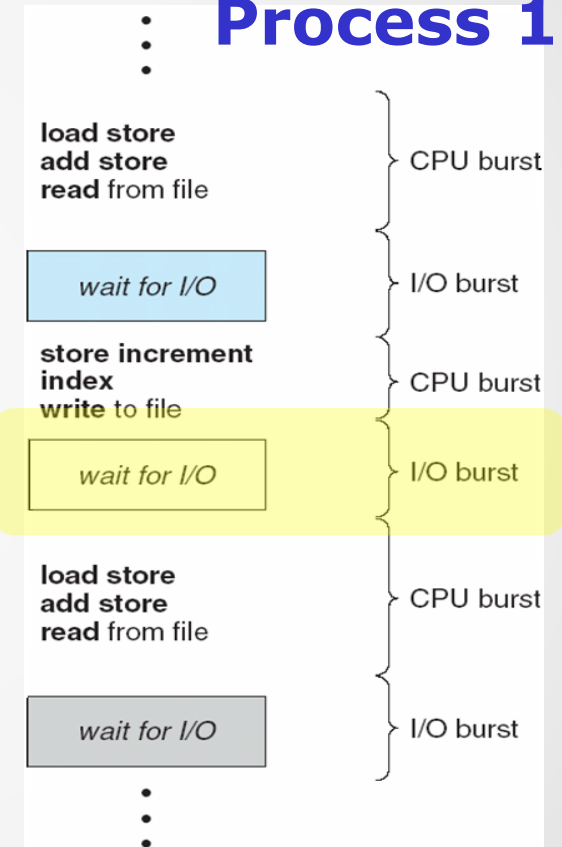 Process 1
load store
add store
read from file
CPU burst
wait for I/O
I/O burst
store increment
index
write to file
CPU burst
wait for I/O
I/O burst
load store
add store
read from file
CPU burst
wait for I/O
I/O burst